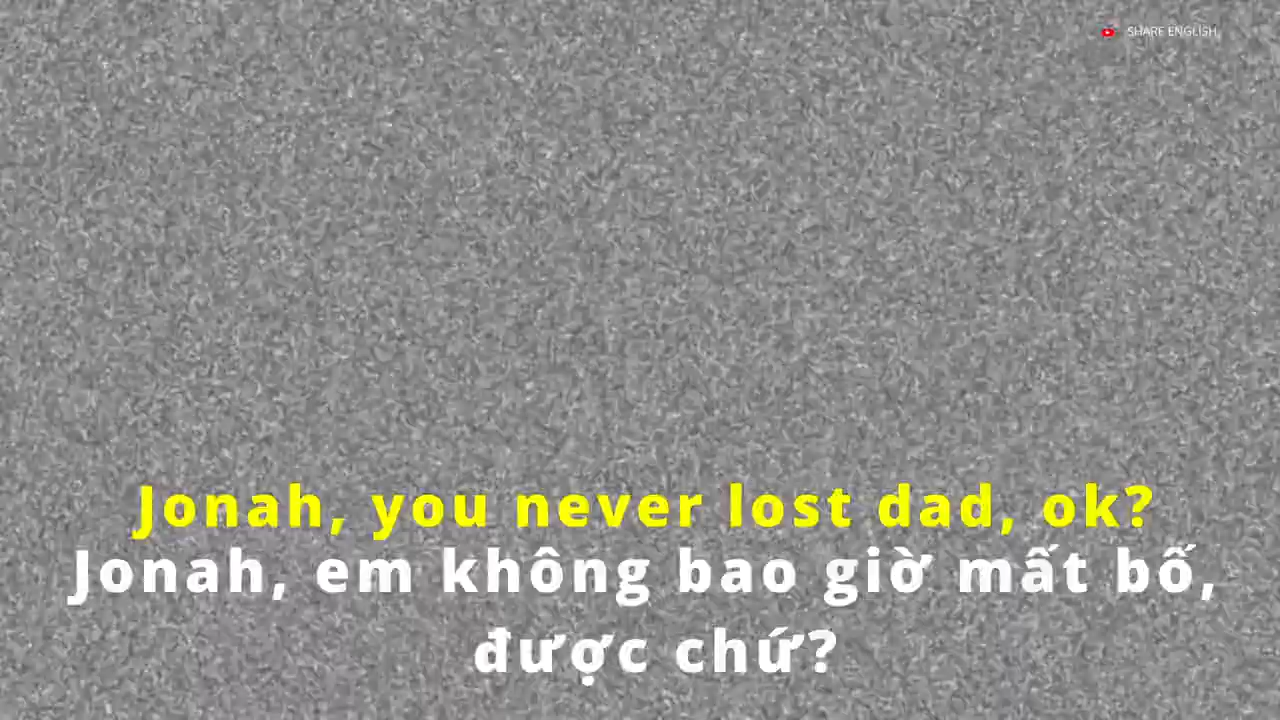 SHARE ENGLISH
Jonah, you never lost dad, ok?
Jonah, em không bao giờ mất bố,
được chứ?